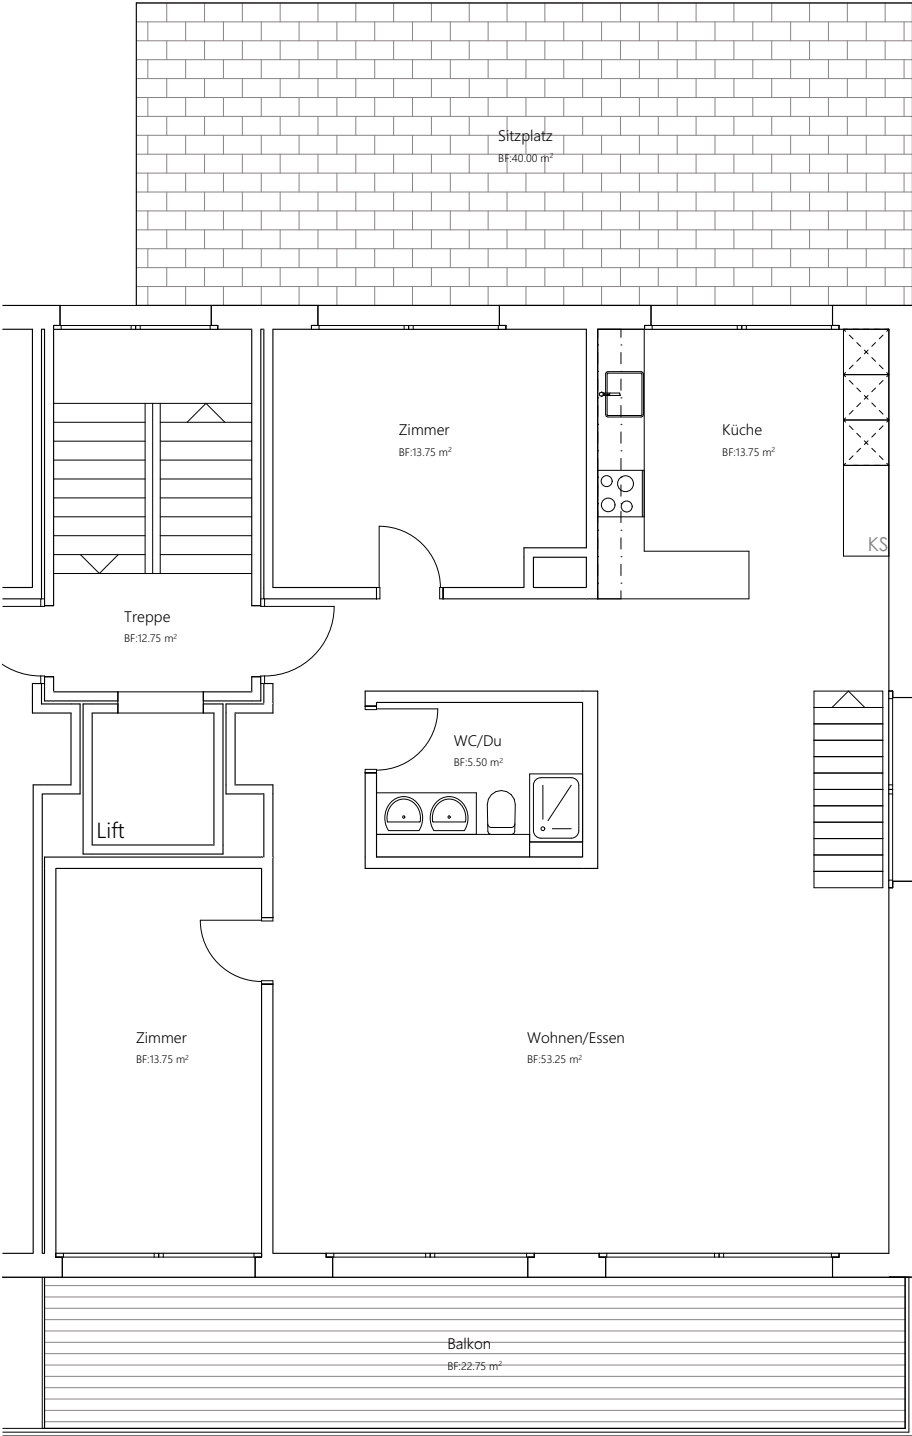 Sitzplatz
BF:40.00 m²
Zimmer
BF:13.75 m²
Küche
BF:13.75 m²
KS
Treppe
BF:12.75 m²
WC/Du
BF:5.50 m²
Lift
Zimmer
BF:13.75 m²
Wohnen/Essen
BF:53.25 m²
Balkon
BF:22.75 m²